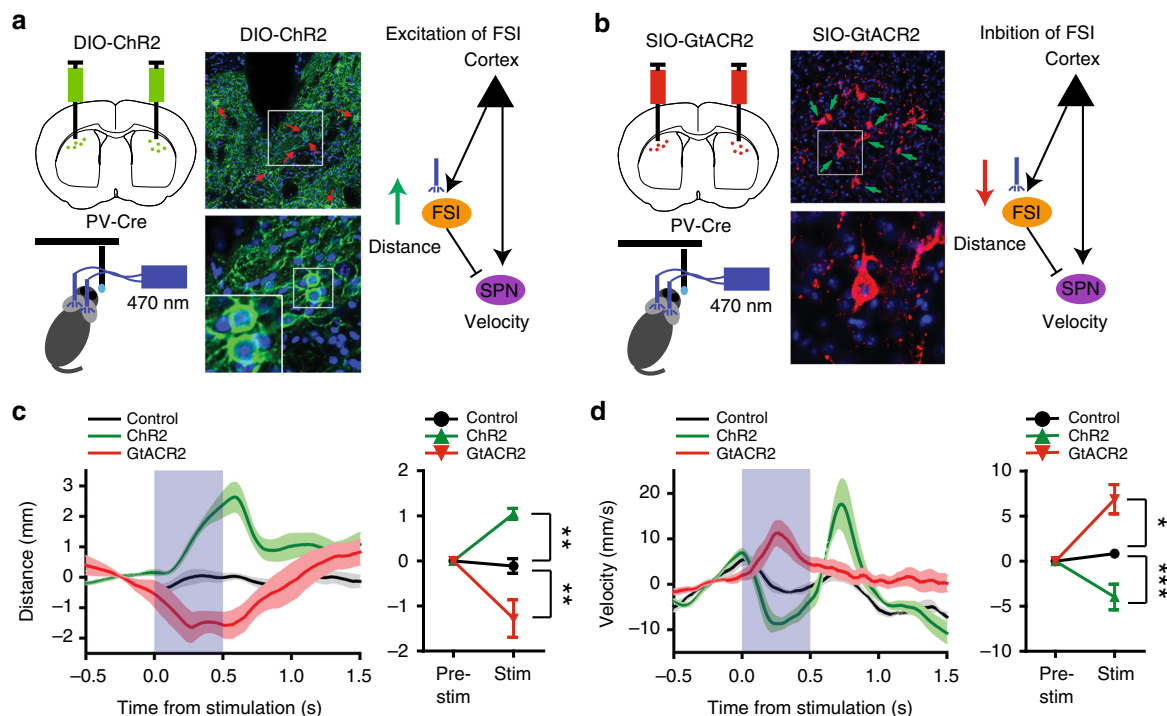 a
DIO-ChR2
DIO-ChR2
Excitation of FSI
Cortex
FSI
Distance
SPN
Velocity
PV-Cre
470 nm
b
SIO-GtACR2
SIO-GtACR2
Inbition of FSI
Cortex
FSI
Distance
SPN
Velocity
PV-Cre
470 nm
c
Control
ChR2
GtACR2
Distance (mm)
3
2
1
0
−1
−2
−0.5 0.0 0.5 1.0 1.5
Time from stimulation (s)
Control
ChR2
GtACR2
2
1
0
−1
−2
**
**
Pre-
stim
Stim
d
Control
ChR2
GtACR2
Velocity (mm/s)
20
10
0
−10
−0.5 0.0 0.5 1.0 1.5
Time from stimulation (s)
Control
ChR2
GtACR2
10
5
0
−5
−10
*
***
Pre-
stim
Stim